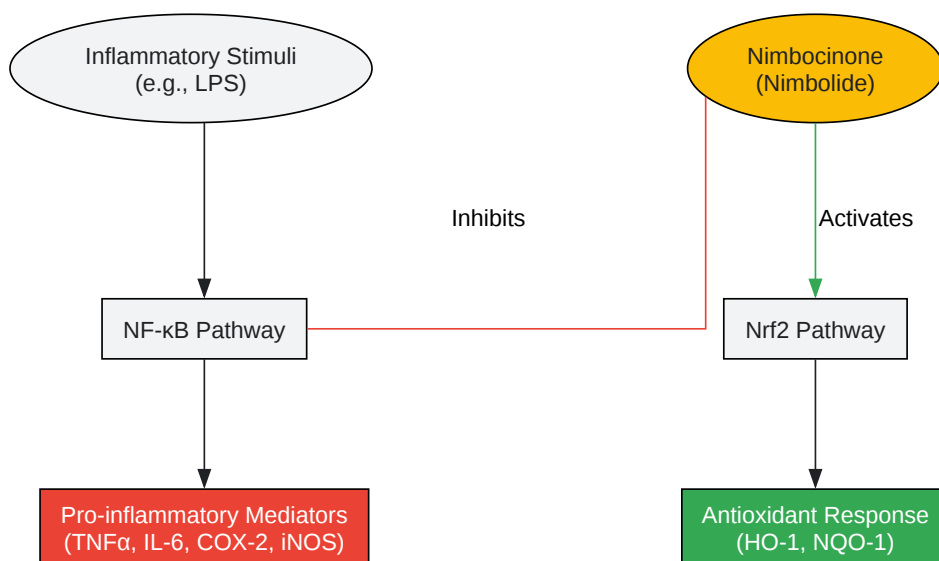 Inflammatory Stimuli
(e.g., LPS)
Nimbocinone
(Nimbolide)
Inhibits
Activates
NF-κB Pathway
Nrf2 Pathway
Pro-inflammatory Mediators
(TNFα, IL-6, COX-2, iNOS)
Antioxidant Response
(HO-1, NQO-1)